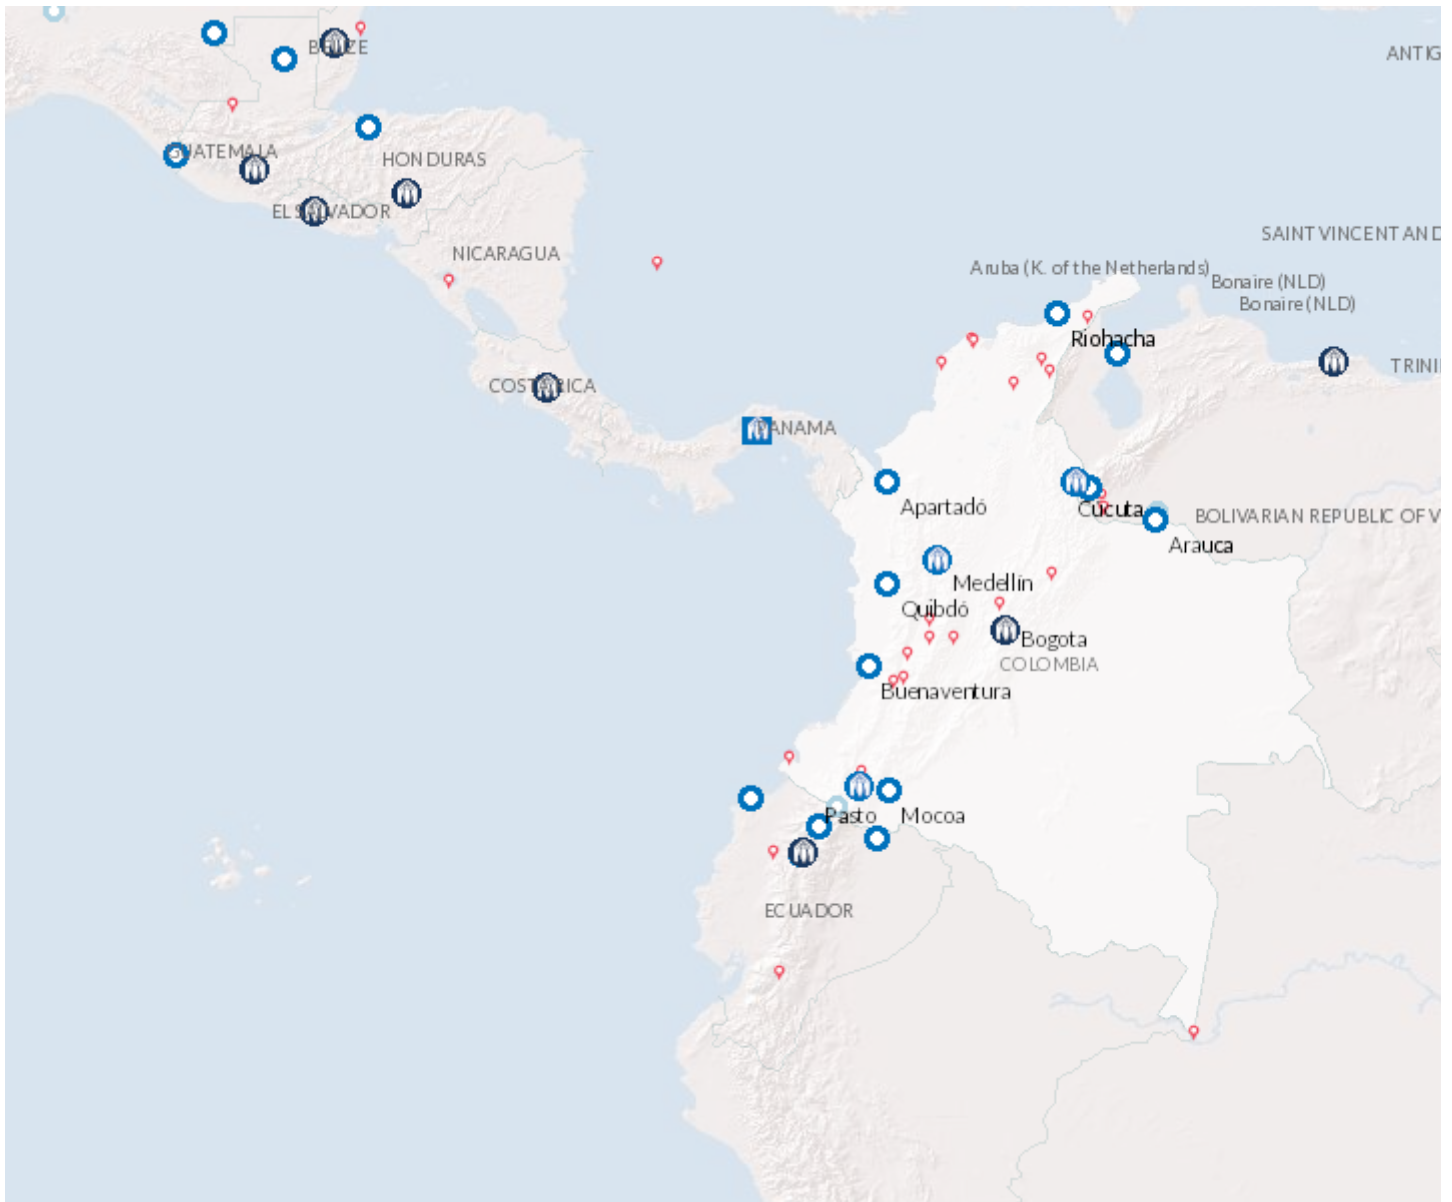 BELIZE
ANTIG
GUATEMALA
HONDURAS
EL SALVADOR
SAINT VINCENT AND
NICARAGUA
Aruba (K. of the Netherlands)
Bonaire (NLD)
Bonaire (NLD)
Riohacha
TRINI
COSTA RICA
PANAMA
Apartadó
Cúcuta
BOLIVARIAN REPUBLIC OF V
Arauca
Medellín
Quibdó
Bogota
COLOMBIA
Buenaventura
Pasto
Mocoa
ECUADOR